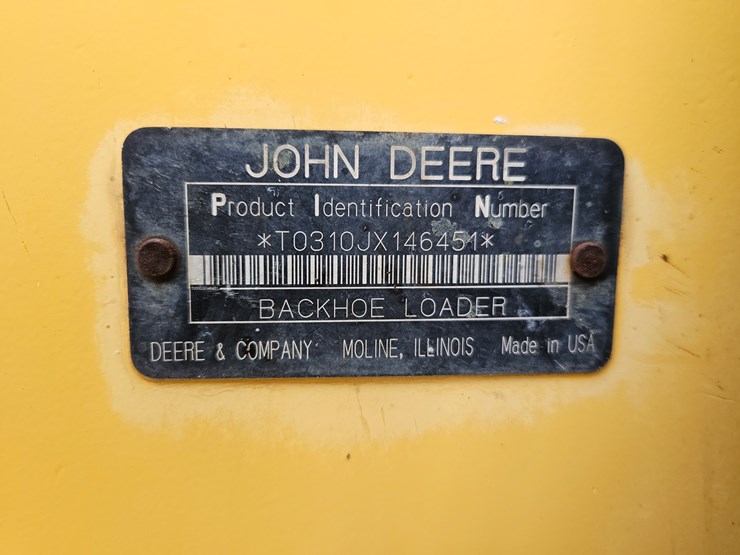 JOHN DEERE
Product Identification Number
*T0310JX146451*
BACKHOE LOADER
DEERE & COMPANY MOLINE, ILLINOIS Made in USA